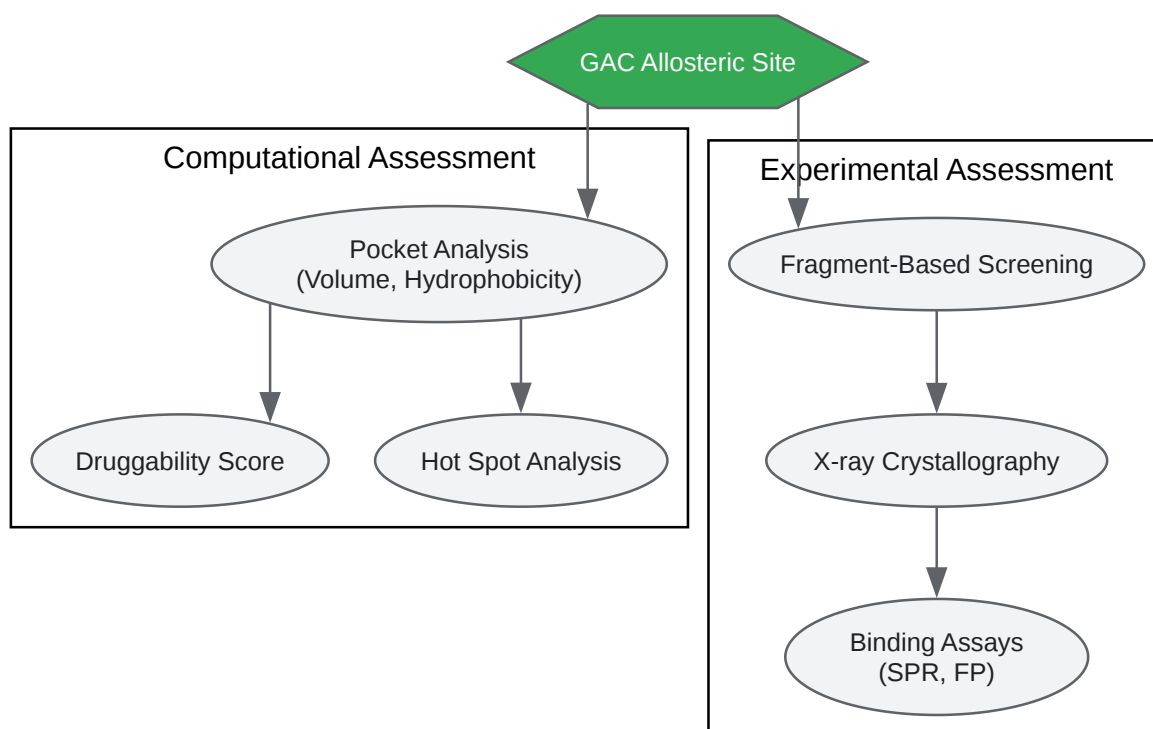 GAC Allosteric Site
Computational Assessment
Experimental Assessment
Pocket Analysis
(Volume, Hydrophobicity)
Fragment-Based Screening
Druggability Score
Hot Spot Analysis
X-ray Crystallography
Binding Assays
(SPR, FP)